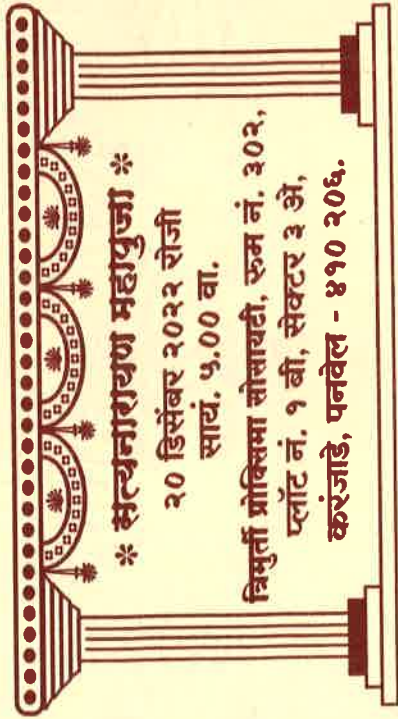 * सत्यनारायण महापुजा *
२० डिसेंबर २०२२ रोजी
सायं. ५.०० वा.
त्रिमुर्ती प्रोक्सिमा सोसायटी, रुम नं. ३०२,
प्लॉट नं. १ बी, सेक्टर ३ अे,
करंजाडे, पनवेल - ४१० २०६.